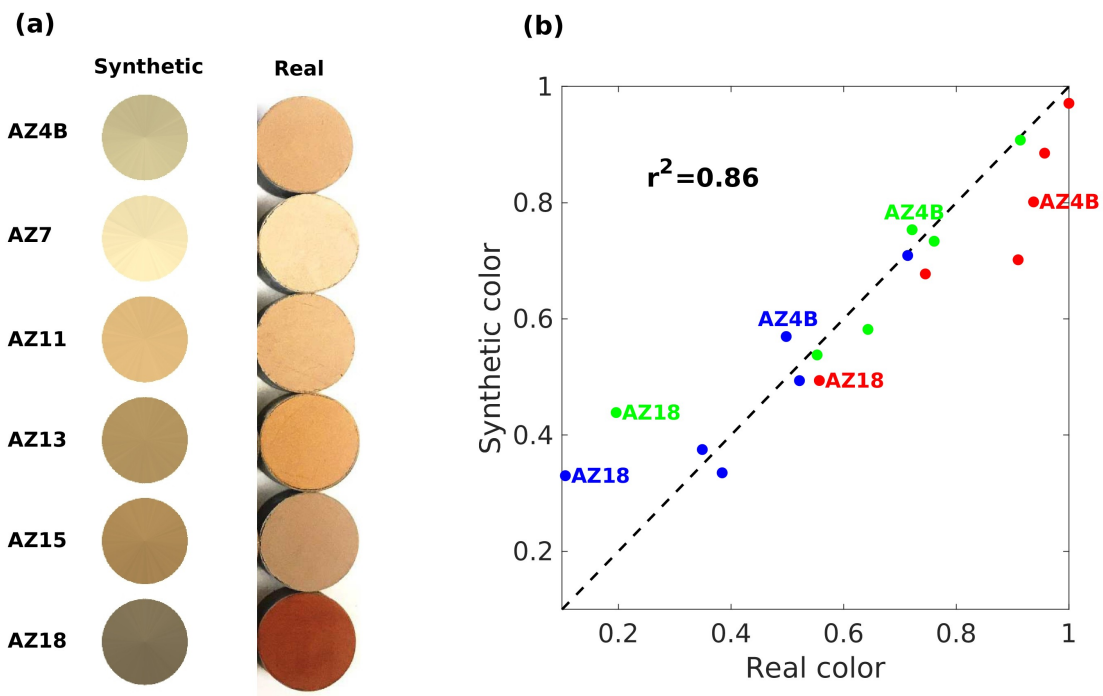 (a)
Synthetic Real
AZ4B
AZ7
AZ11
AZ13
AZ15
AZ18
(b)
r²=0.86
AZ4B
AZ4B
AZ4B
AZ18
AZ18
AZ18
Synthetic color
1
0.8
0.6
0.4
0.2
0.2 0.4 0.6 0.8 1
Real color